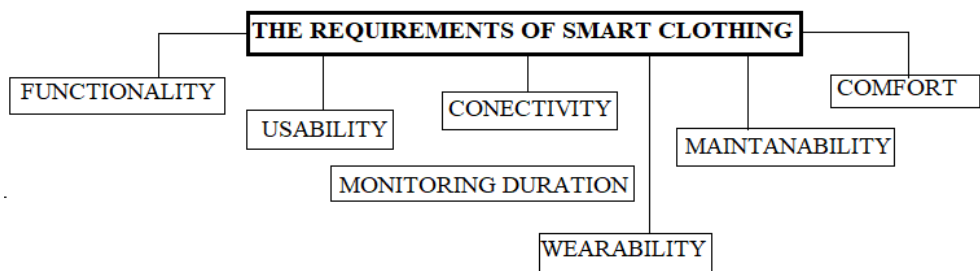 THE REQUIREMENTS OF SMART CLOTHING
FUNCTIONALITY
COMFORT
CONECTIVITY
USABILITY
MAINTANABILITY
MONITORING DURATION
WEARABILITY